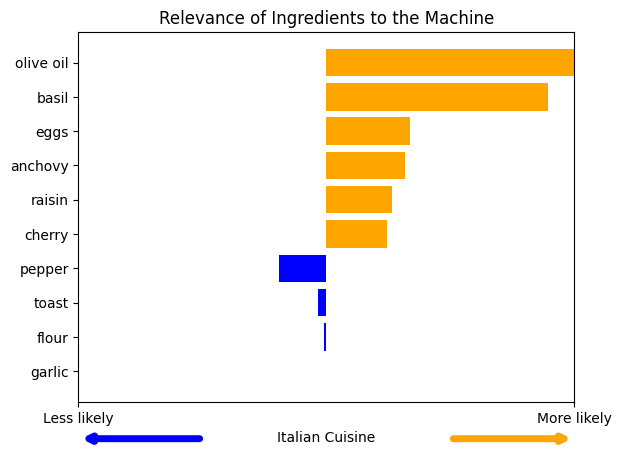 Relevance of Ingredients to the Machine
olive oil
basil
eggs
anchovy
raisin
cherry
pepper
toast
flour
garlic
Less likely
More likely
Italian Cuisine